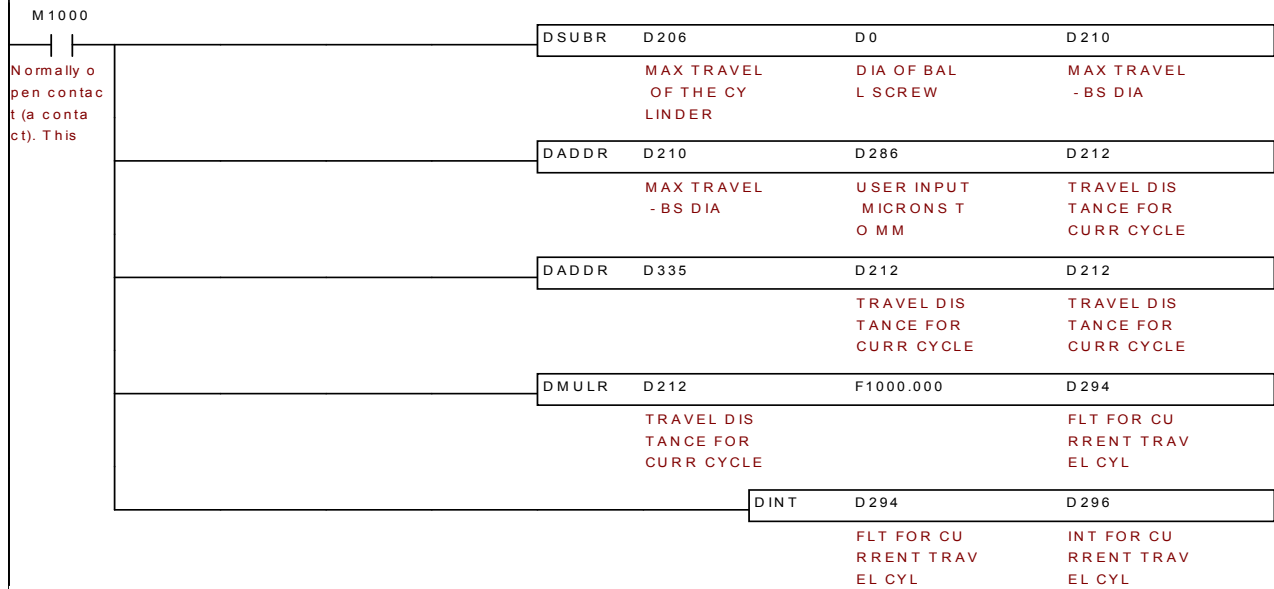 M1000
DSUBR D206 D0 D210
Normally o
pen contac
t (a conta
ct). This
MAX TRAVEL
OF THE CY
LINDER
DIA OF BAL
L SCREW
MAX TRAVEL
- BS DIA
DADDR D210 D286 D212
MAX TRAVEL
- BS DIA
USER INPUT
MICRONS T
O MM
TRAVEL DIS
TANCE FOR
CURR CYCLE
DADDR D335 D212 D212
TRAVEL DIS
TANCE FOR
CURR CYCLE
TRAVEL DIS
TANCE FOR
CURR CYCLE
DMULR D212 F1000.000 D294
TRAVEL DIS
TANCE FOR
CURR CYCLE
FLT FOR CU
RRENT TRAV
EL CYL
DINT D294 D296
FLT FOR CU
RRENT TRAV
EL CYL
INT FOR CU
RRENT TRAV
EL CYL